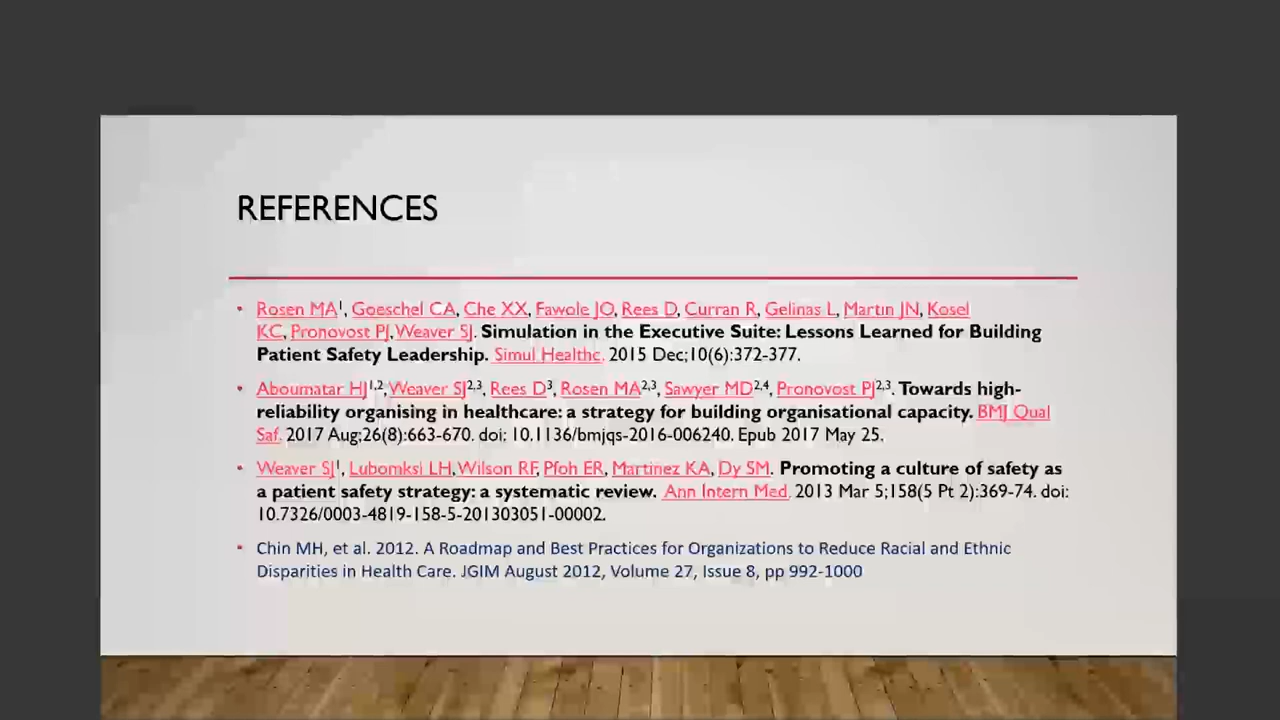 REFERENCES
• Rosen MA¹, Goeschel CA, Che XX, Fawole JO, Rees D, Curran R, Gelinas L, Martin JN, Kosel
KC, Pronovost PJ, Weaver SJ. Simulation in the Executive Suite: Lessons Learned for Building
Patient Safety Leadership. Simul Healthc. 2015 Dec;10(6):372-377.
• Aboumatar HJ¹,², Weaver SJ²,³, Rees D³, Rosen MA²,³, Sawyer MD²,⁴, Pronovost PJ²,³. Towards high-
reliability organising in healthcare: a strategy for building organisational capacity. BMJ Qual
Saf. 2017 Aug;26(8):663-670. doi: 10.1136/bmjqs-2016-006240. Epub 2017 May 25.
• Weaver SJ¹, Lubomksi LH, Wilson RF, Pfoh ER, Martinez KA, Dy SM. Promoting a culture of safety as
a patient safety strategy: a systematic review. Ann Intern Med. 2013 Mar 5;158(5 Pt 2):369-74. doi:
10.7326/0003-4819-158-5-201303051-00002.
• Chin MH, et al. 2012. A Roadmap and Best Practices for Organizations to Reduce Racial and Ethnic
Disparities in Health Care. JGIM August 2012, Volume 27, Issue 8, pp 992-1000